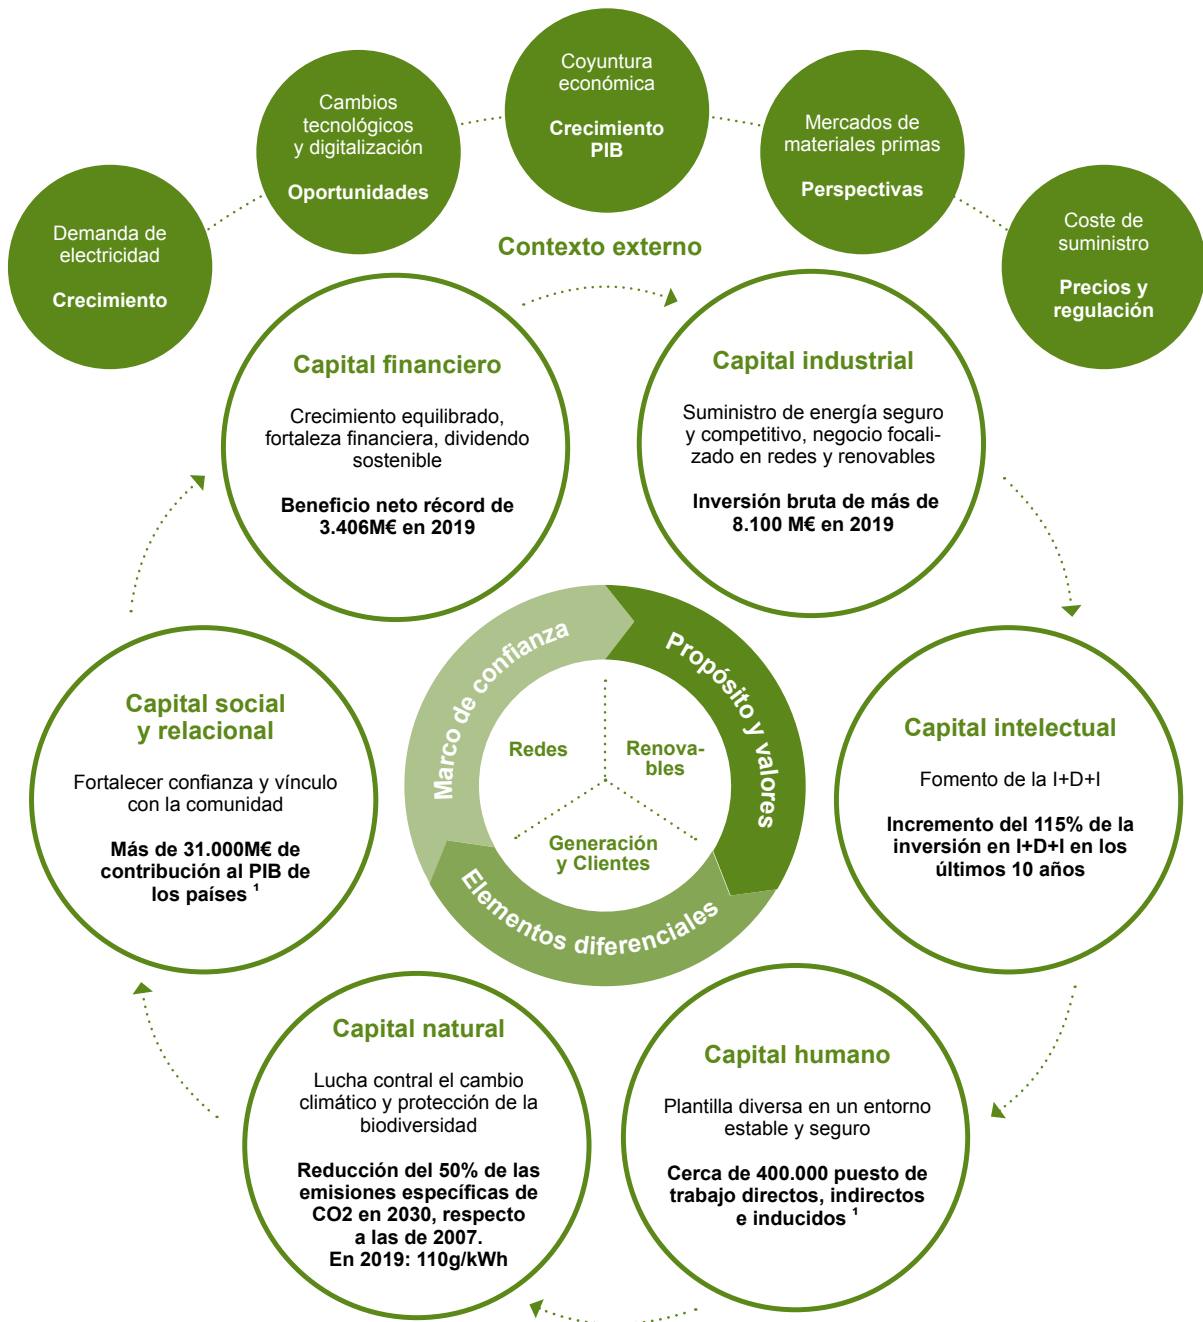 Coyuntura
económica
Crecimiento
PIB
Cambios
tecnológicos
y digitalización
Oportunidades
Mercados de
materiales primas
Perspectivas
Demanda de
electricidad
Crecimiento
Coste de
suministro
Precios y
regulación
Contexto externo
Capital financiero
Crecimiento equilibrado,
fortaleza financiera, dividendo
sostenible
Beneficio neto récord de
3.406M€ en 2019
Capital industrial
Suministro de energía seguro
y competitivo, negocio focali-
zado en redes y renovables
Inversión bruta de más de
8.100 M€ en 2019
Capital social
y relacional
Fortalecer confianza y vínculo
con la comunidad
Más de 31.000M€ de
contribución al PIB de
los países ¹
Marco de confianza
Propósito y valores
Elementos diferenciales
Redes
Renova-
bles
Generación
y Clientes
Capital intelectual
Fomento de la I+D+I
Incremento del 115% de la
inversión en I+D+I en los
últimos 10 años
Capital natural
Lucha contral el cambio
climático y protección de la
biodiversidad
Reducción del 50% de las
emisiones específicas de
CO2 en 2030, respecto
a las de 2007.
En 2019: 110g/kWh
Capital humano
Plantilla diversa en un entorno
estable y seguro
Cerca de 400.000 puesto de
trabajo directos, indirectos
e inducidos ¹